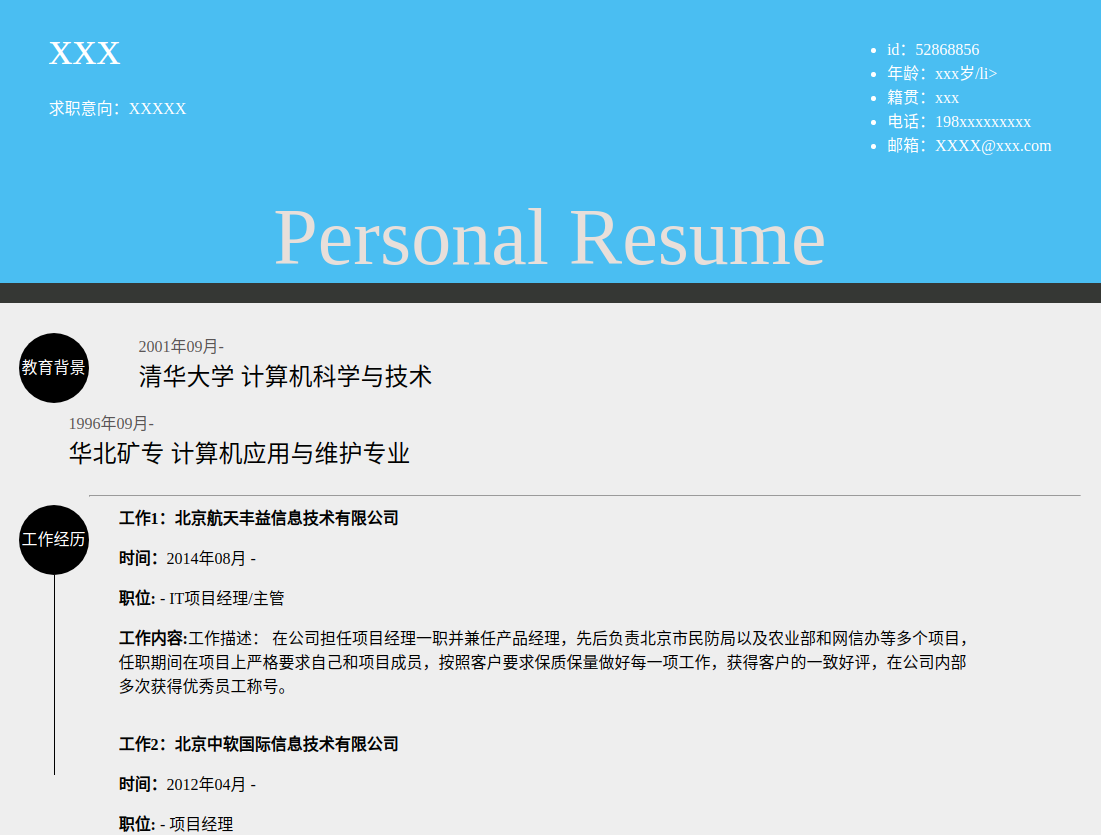 XXX
求职意向：XXXXX
id：52868856
年龄：xxx岁/li>
籍贯：xxx
电话：198xxxxxxxxx
邮箱：XXXX@xxx.com
Personal Resume
教育背景
2001年09月-
清华大学 计算机科学与技术
1996年09月-
华北矿专 计算机应用与维护专业
工作经历
工作1：北京航天丰益信息技术有限公司
时间：2014年08月 -
职位: - IT项目经理/主管
工作内容:工作描述： 在公司担任项目经理一职并兼任产品经理，先后负责北京市民防局以及农业部和网信办等多个项目，
任职期间在项目上严格要求自己和项目成员，按照客户要求保质保量做好每一项工作，获得客户的一致好评，在公司内部
多次获得优秀员工称号。
工作2：北京中软国际信息技术有限公司
时间：2012年04月 -
职位: - 项目经理